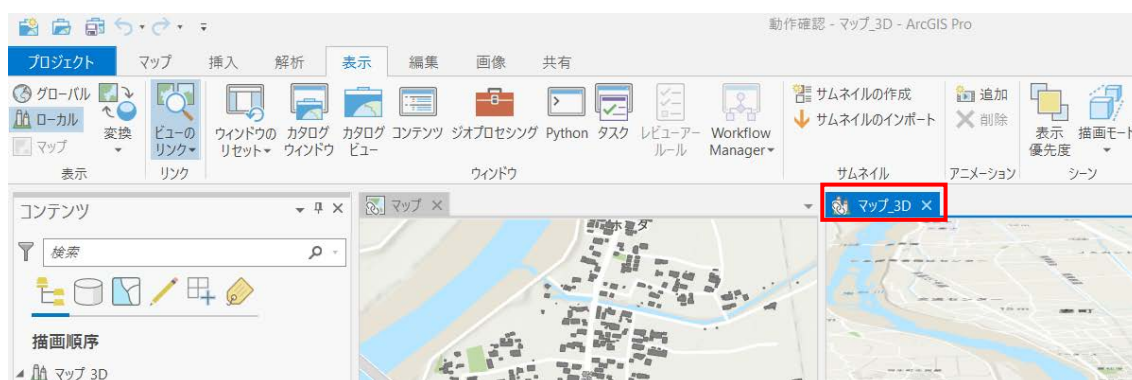 動作確認 - マップ_3D - ArcGIS Pro
プロジェクト マップ 挿入 解析 表示 編集 画像 共有
グローバル
ローカル
マップ
変換
表示
ビューの
リンク
リンク
ウィンドウの
リセット
カタログ
ウィンドウ
カタログ
ビュー
コンテンツ
ジオプロセシング
Python
タスク
レビューアー
ルール
Workflow
Manager
ウィンドウ
サムネイルの作成
サムネイルのインポート
サムネイル
追加
削除
アニメーション
表示
優先度
描画モード
シーン
コンテンツ
検索
描画順序
マップ_3D
マップ
マップ_3D